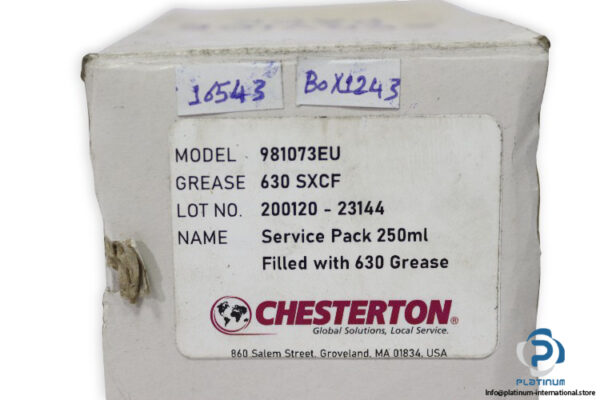 16543 BOX1243
MODEL 981073EU
GREASE 630 SXCF
LOT NO. 200120 - 23144
NAME Service Pack 250ml
Filled with 630 Grease
CHESTERTON®
Global Solutions, Local Service.
860 Salem Street, Groveland, MA 01834, USA
PLATINUM
Info@platinum-international.store